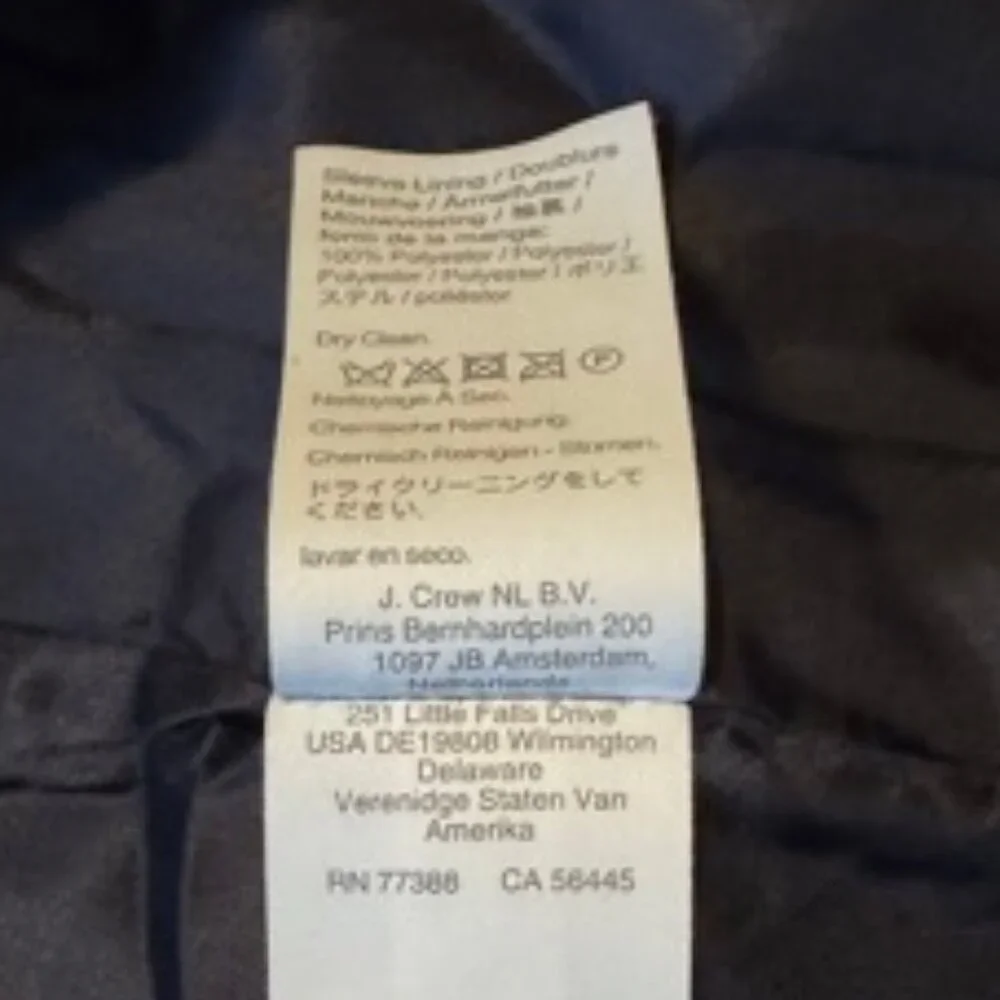 Sleeve Lining / Doublure
Manche / Armelfutter /
Mouwvoering / 袖裏 /
forro de la manga:
100% Polyester / Polyester /
Polyester / Polyester / ポリエ
ステル / poliéster
Dry Clean.
P
Nettoyage À Sec.
Chemische Reinigung.
Chemisch Reinigen - Stomen.
ドライクリーニングをして
ください.
lavar en seco.
J. Crew NL B.V.
Prins Bernhardplein 200
1097 JB Amsterdam,
Netherlands
251 Little Falls Drive
USA DE19808 Wilmington
Delaware
Verenidge Staten Van
Amerika
RN 77388 CA 56445